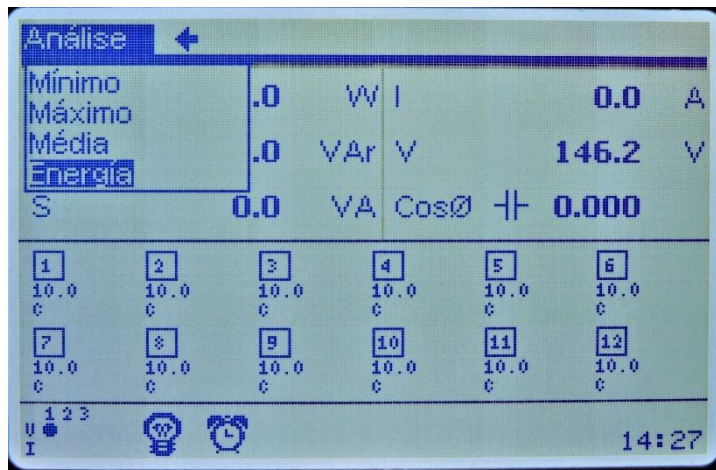 Análise
Mínimo
Máximo
Média
Energía
.0 W I 0.0 A
.0 VAr V 146.2 V
S 0.0 VA CosØ 0.000
1 2 3 4 5 6
10.0 10.0 10.0 10.0 10.0 10.0
C C C C C C
7 8 9 10 11 12
10.0 10.0 10.0 10.0 10.0 10.0
C C C C C C
1 2 3
V
I
14:27